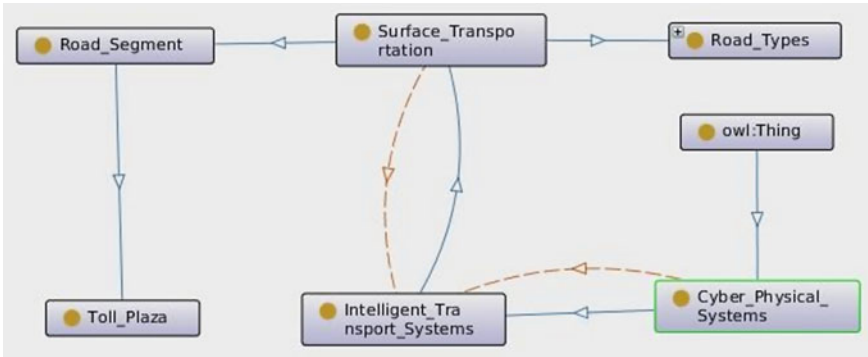 Road_Segment
Surface_Transpo
rtation
Road_Types
owl:Thing
Toll_Plaza
Intelligent_Tra
nsport_Systems
Cyber_Physical_
Systems